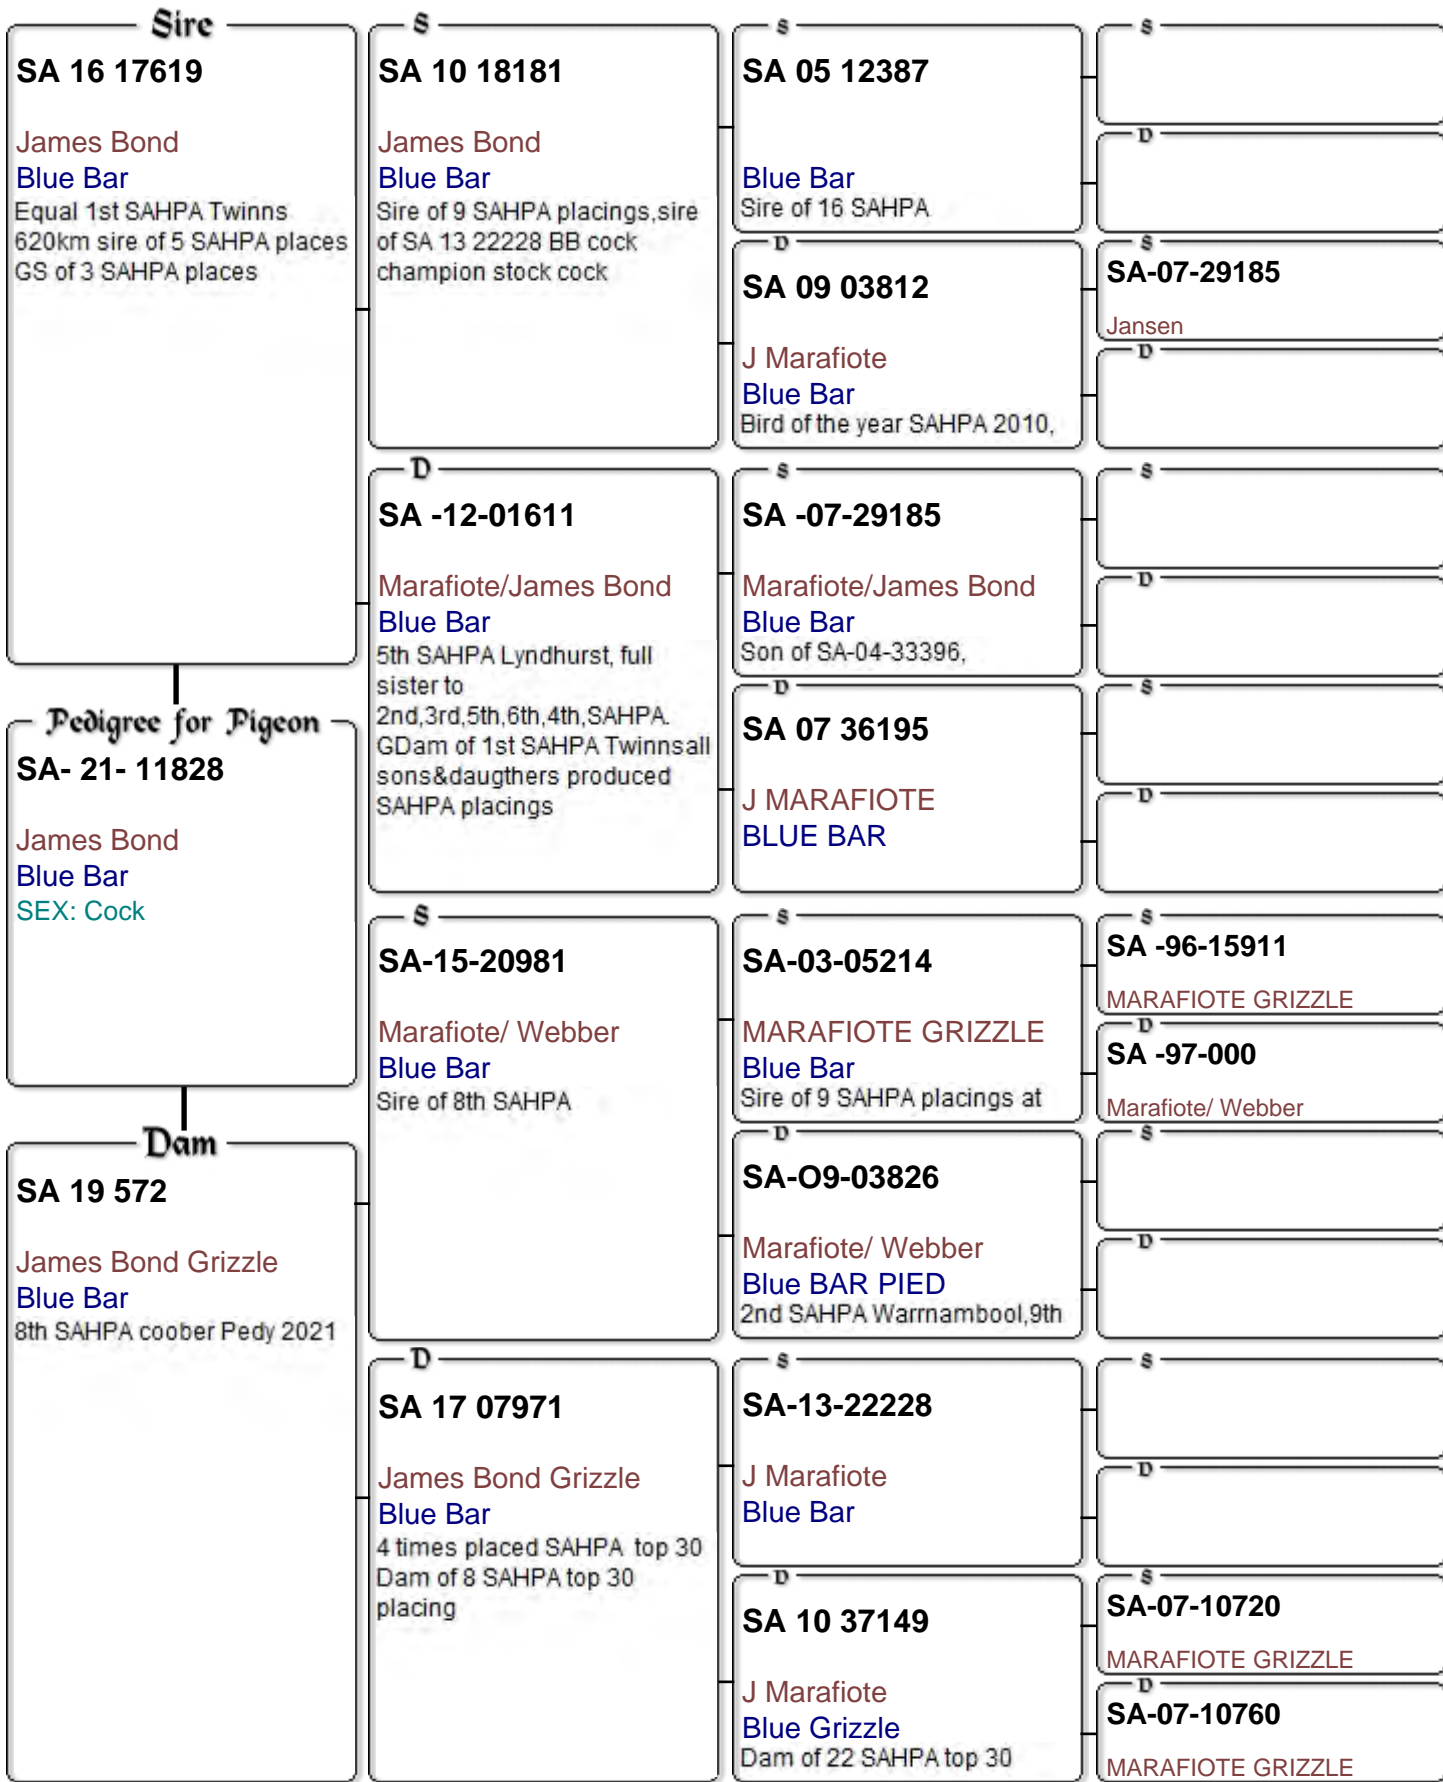 Sire
SA 16 17619
James Bond
Blue Bar
Equal 1st SAHPA Twinns
620km sire of 5 SAHPA places
GS of 3 SAHPA places
Pedigree for Pigeon
SA- 21- 11828
James Bond
Blue Bar
SEX: Cock
Dam
SA 19 572
James Bond Grizzle
Blue Bar
8th SAHPA coober Pedy 2021
S
SA 10 18181
James Bond
Blue Bar
Sire of 9 SAHPA placings,sire
of SA 13 22228 BB cock
champion stock cock
D
SA -12-01611
Marafiote/James Bond
Blue Bar
5th SAHPA Lyndhurst, full
sister to
2nd,3rd,5th,6th,4th,SAHPA.
GDam of 1st SAHPA Twinnsall
sons&daugthers produced
SAHPA placings
S
SA-15-20981
Marafiote/ Webber
Blue Bar
Sire of 8th SAHPA
D
SA 17 07971
James Bond Grizzle
Blue Bar
4 times placed SAHPA top 30
Dam of 8 SAHPA top 30
placing
S
SA 05 12387
Blue Bar
Sire of 16 SAHPA
D
SA 09 03812
J Marafiote
Blue Bar
Bird of the year SAHPA 2010,
S
SA -07-29185
Marafiote/James Bond
Blue Bar
Son of SA-04-33396,
D
SA 07 36195
J MARAFIOTE
BLUE BAR
S
SA-03-05214
MARAFIOTE GRIZZLE
Blue Bar
Sire of 9 SAHPA placings at
D
SA-O9-03826
Marafiote/ Webber
Blue BAR PIED
2nd SAHPA Warrnambool,9th
S
SA-13-22228
J Marafiote
Blue Bar
D
SA 10 37149
J Marafiote
Blue Grizzle
Dam of 22 SAHPA top 30
S
D
S
SA-07-29185
Jansen
D
S
D
S
D
S
SA -96-15911
MARAFIOTE GRIZZLE
D
SA -97-000
Marafiote/ Webber
S
D
S
D
S
SA-07-10720
MARAFIOTE GRIZZLE
D
SA-07-10760
MARAFIOTE GRIZZLE